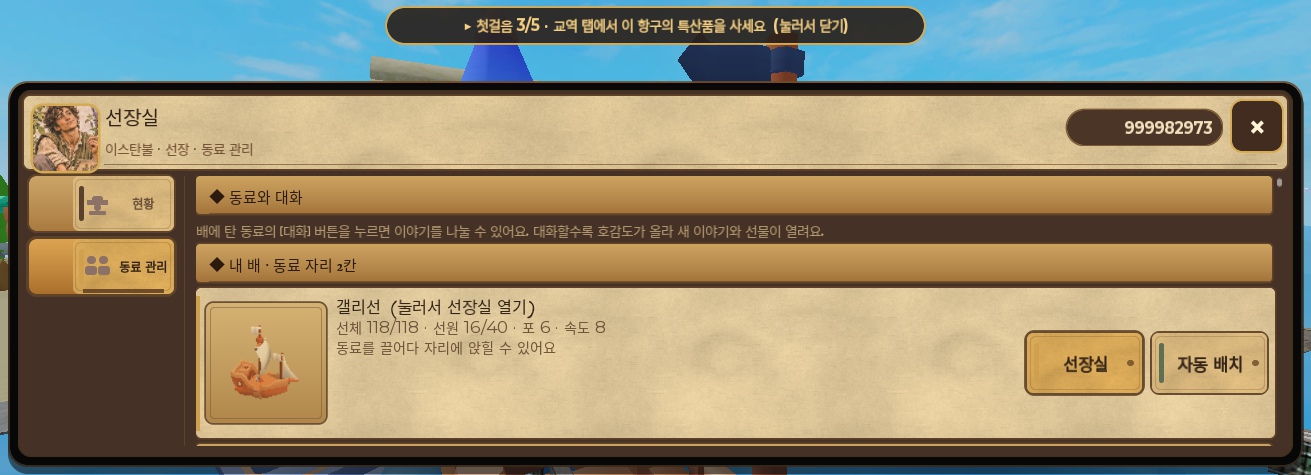 ▸ 첫걸음 3/5 · 교역 탭에서 이 항구의 특산품을 사세요 (눌러서 닫기)
선장실
이스탄불 · 선장 · 동료 관리
999982973
×
현황
동료 관리
◆ 동료와 대화
배에 탄 동료의 [대화] 버튼을 누르면 이야기를 나눌 수 있어요. 대화할수록 호감도가 올라 새 이야기와 선물이 열려요.
◆ 내 배 · 동료 자리 2칸
갤리선 (눌러서 선장실 열기)
선체 118/118 · 선원 16/40 · 포 6 · 속도 8
동료를 끌어다 자리에 앉힐 수 있어요
선장실
자동 배치